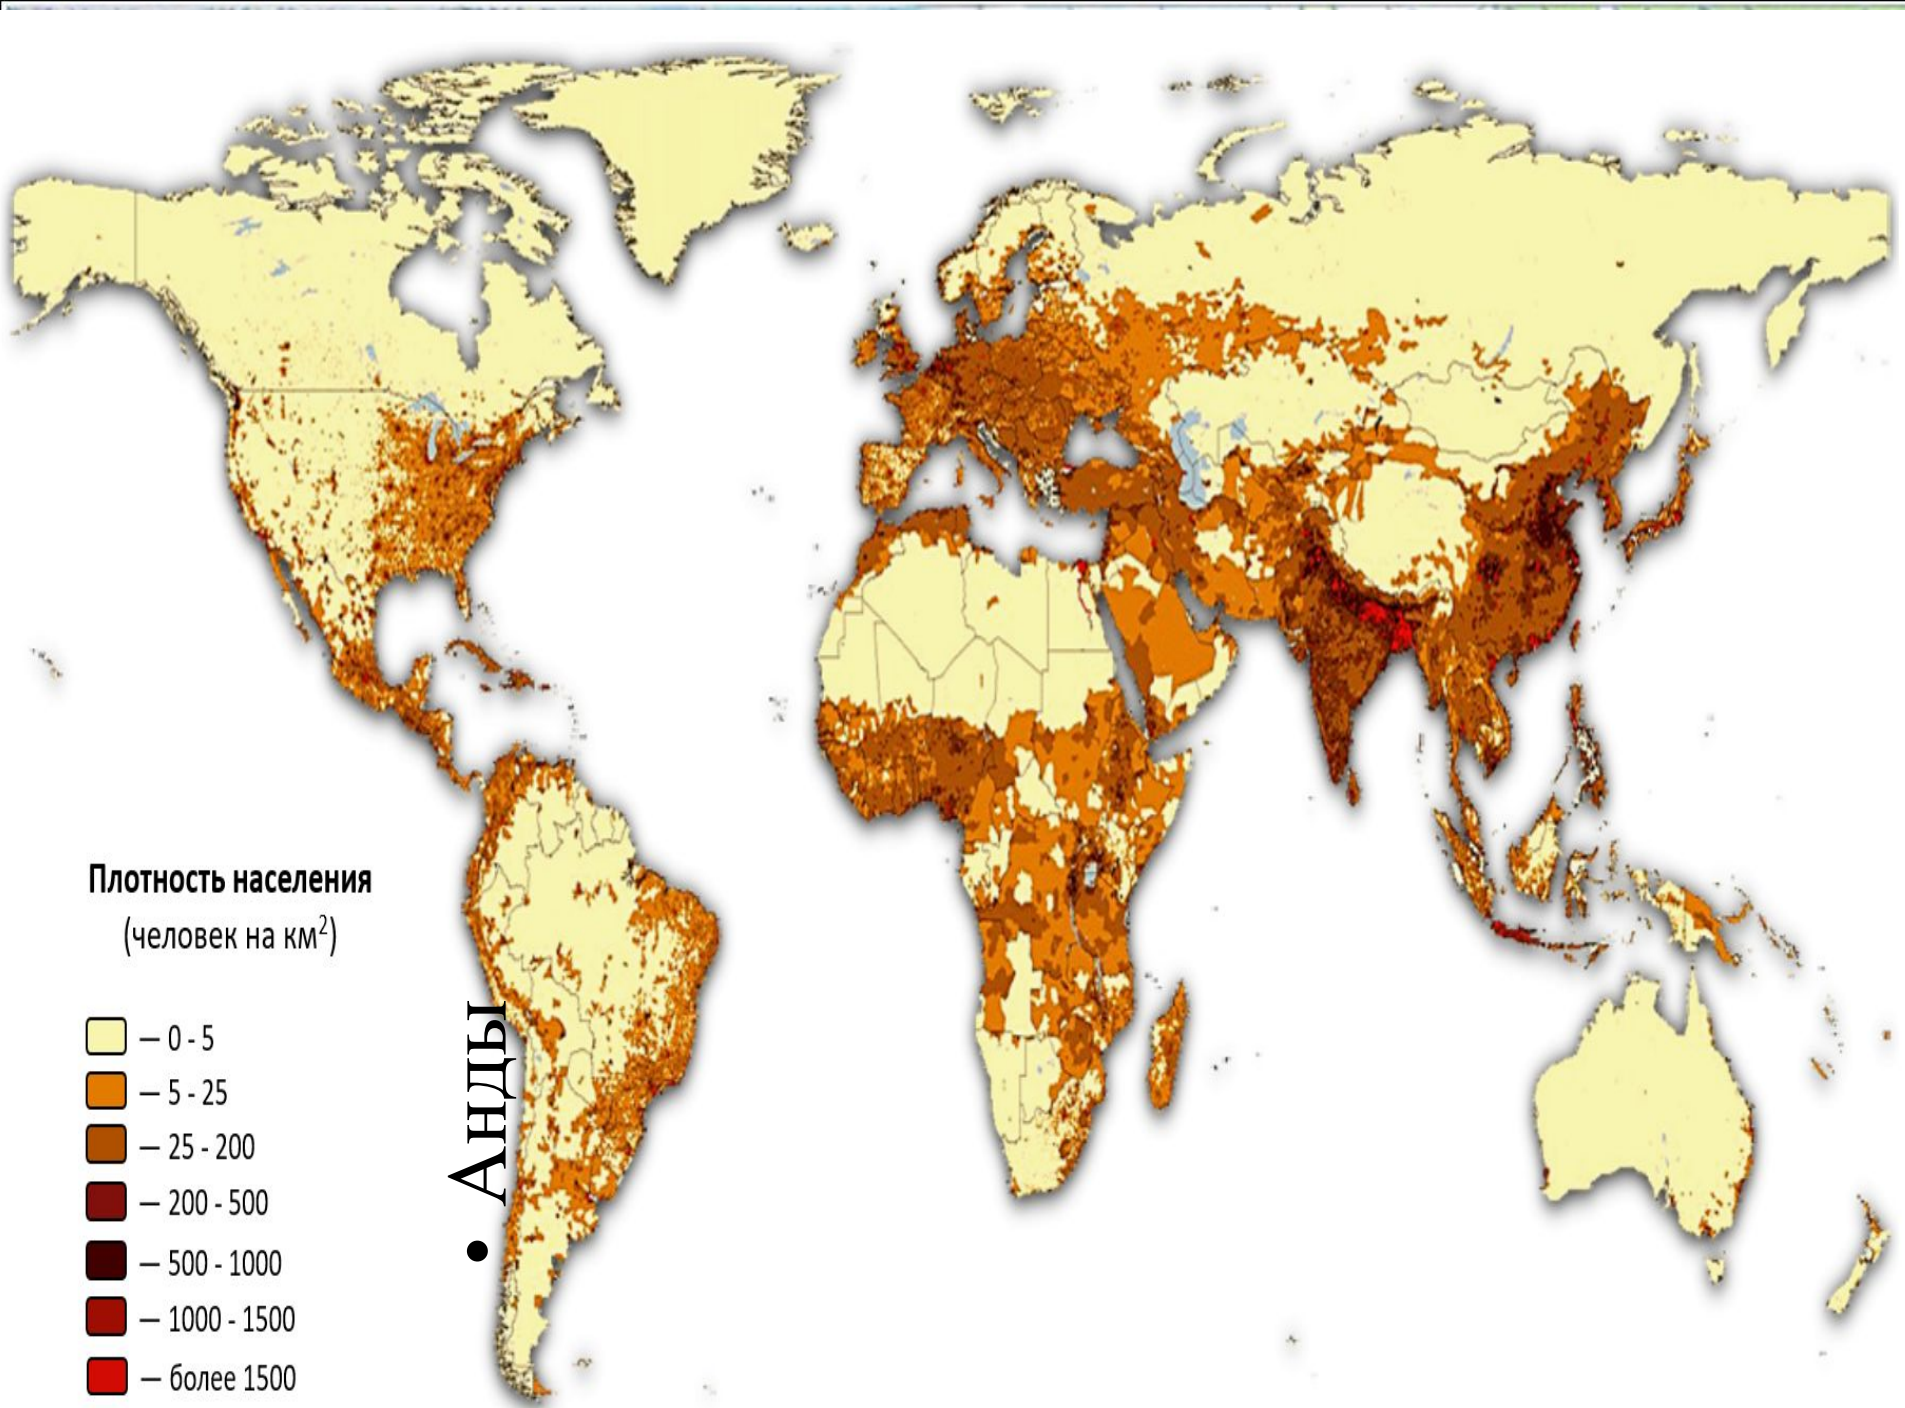 Плотность населения
(человек на км²)
— 0 - 5
— 5 - 25
— 25 - 200
— 200 - 500
— 500 - 1000
— 1000 - 1500
— более 1500
• Анды